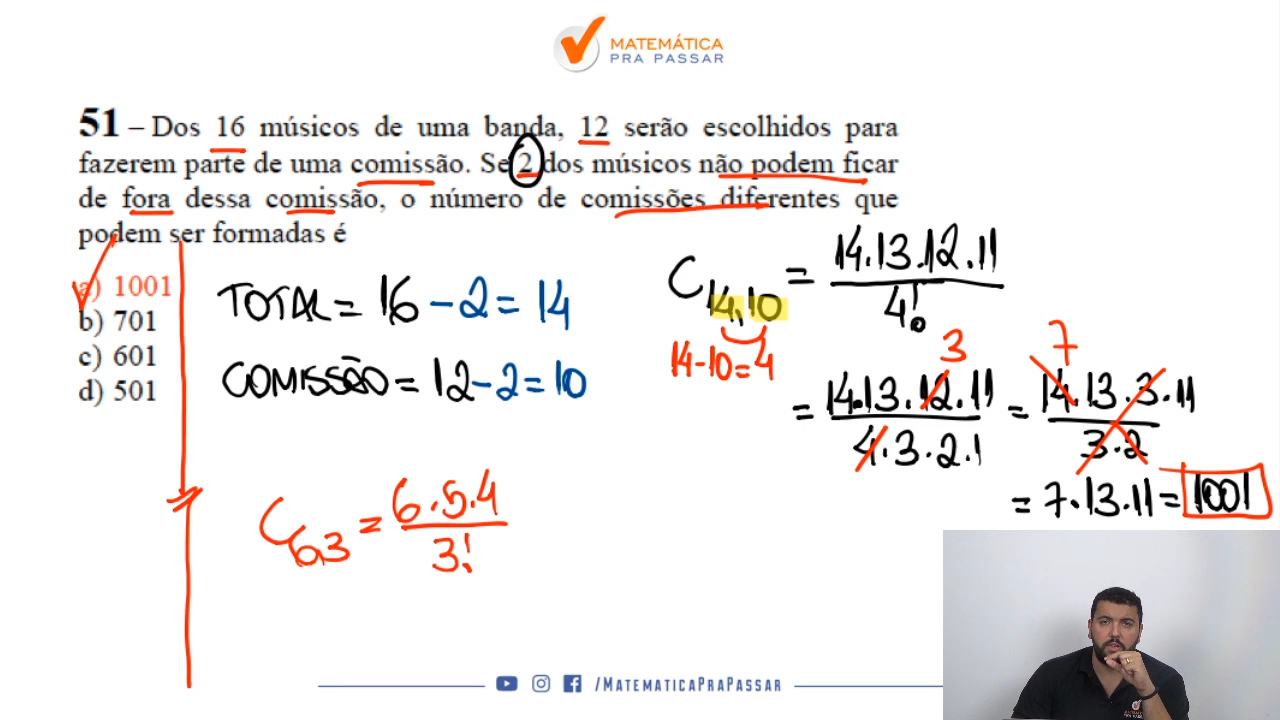 MATEMÁTICA
PRA PASSAR
51 – Dos 16 músicos de uma banda, 12 serão escolhidos para
fazerem parte de uma comissão. Se 2 dos músicos não podem ficar
de fora dessa comissão, o número de comissões diferentes que
podem ser formadas é
a) 1001
b) 701
c) 601
d) 501
TOTAL = 16 - 2 = 14
COMISSÃO = 12 - 2 = 10
C6,3 = 6.5.4
3!
C14,10 = 14.13.12.11
4!
14-10=4
3
7
= 14.13.12.11 = 14.13.3.11
4.3.2.1 3.2
= 7.13.11 = 1001
/MATEMATICAPRAPASSAR